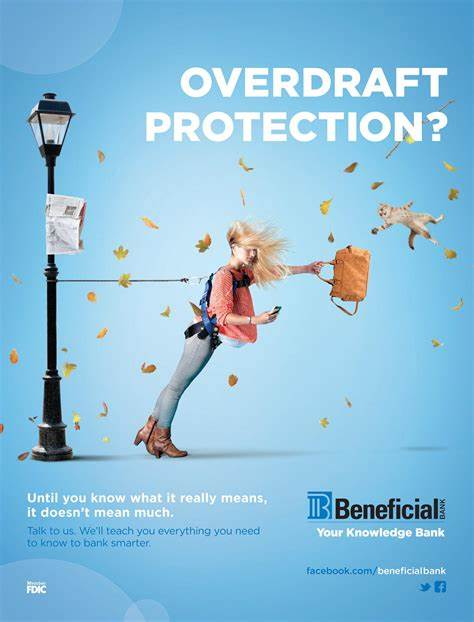 OVERDRAFT
PROTECTION?
Until you know what it really means,
it doesn't mean much.
Talk to us. We'll teach you everything you need
to know to bank smarter.
B Beneficial BANK
Your Knowledge Bank
facebook.com/beneficialbank
Member
FDIC